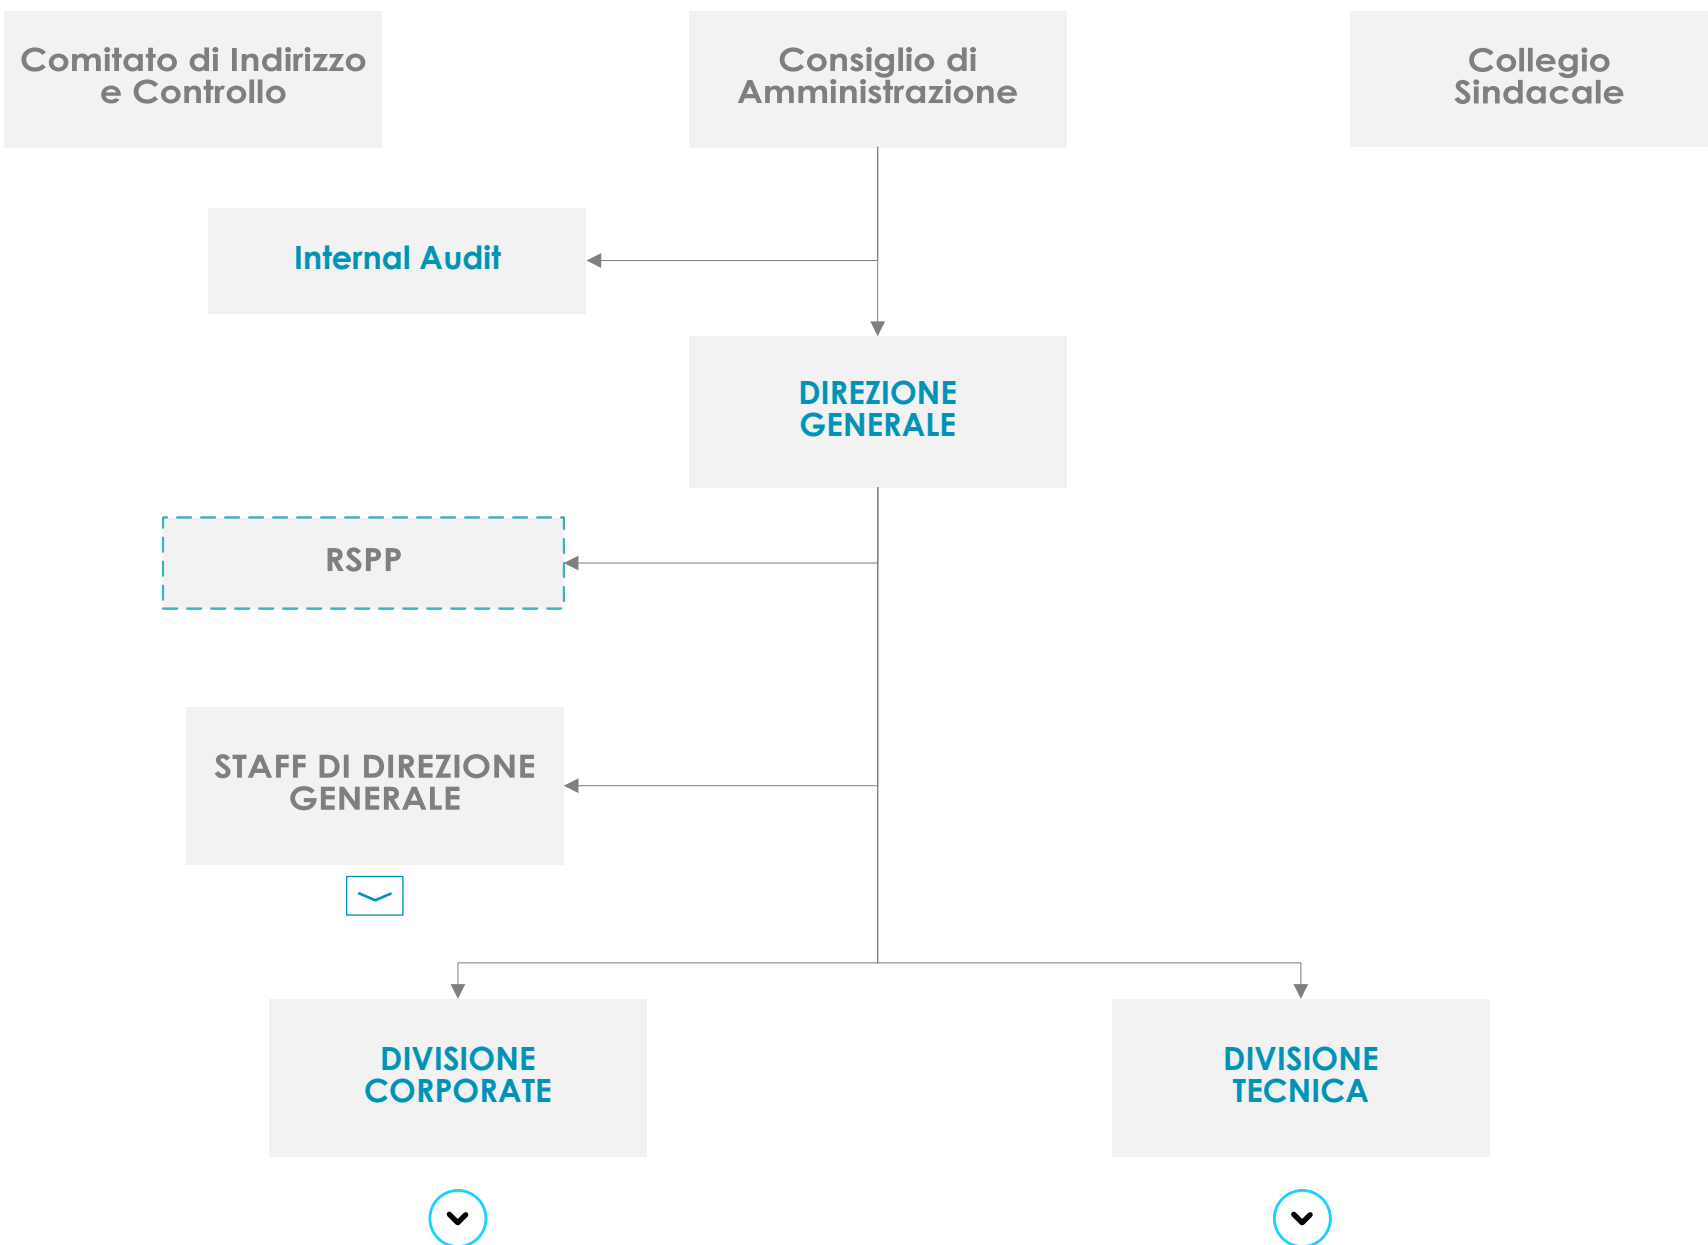 Comitato di Indirizzo
e Controllo
Consiglio di
Amministrazione
Collegio
Sindacale
Internal Audit
DIREZIONE
GENERALE
RSPP
STAFF DI DIREZIONE
GENERALE
DIVISIONE
CORPORATE
DIVISIONE
TECNICA